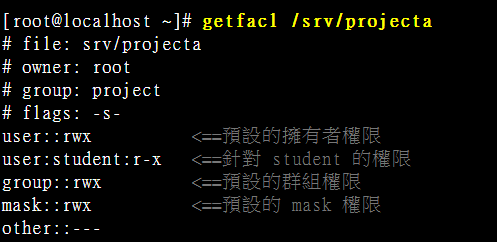 [root@localhost ~]# getfacl /srv/projecta
# file: srv/projecta
# owner: root
# group: project
# flags: -s-
user::rwx <==預設的擁有者權限
user:student:r-x <==針對 student 的權限
group::rwx <==預設的群組權限
mask::rwx <==預設的 mask 權限
other::---